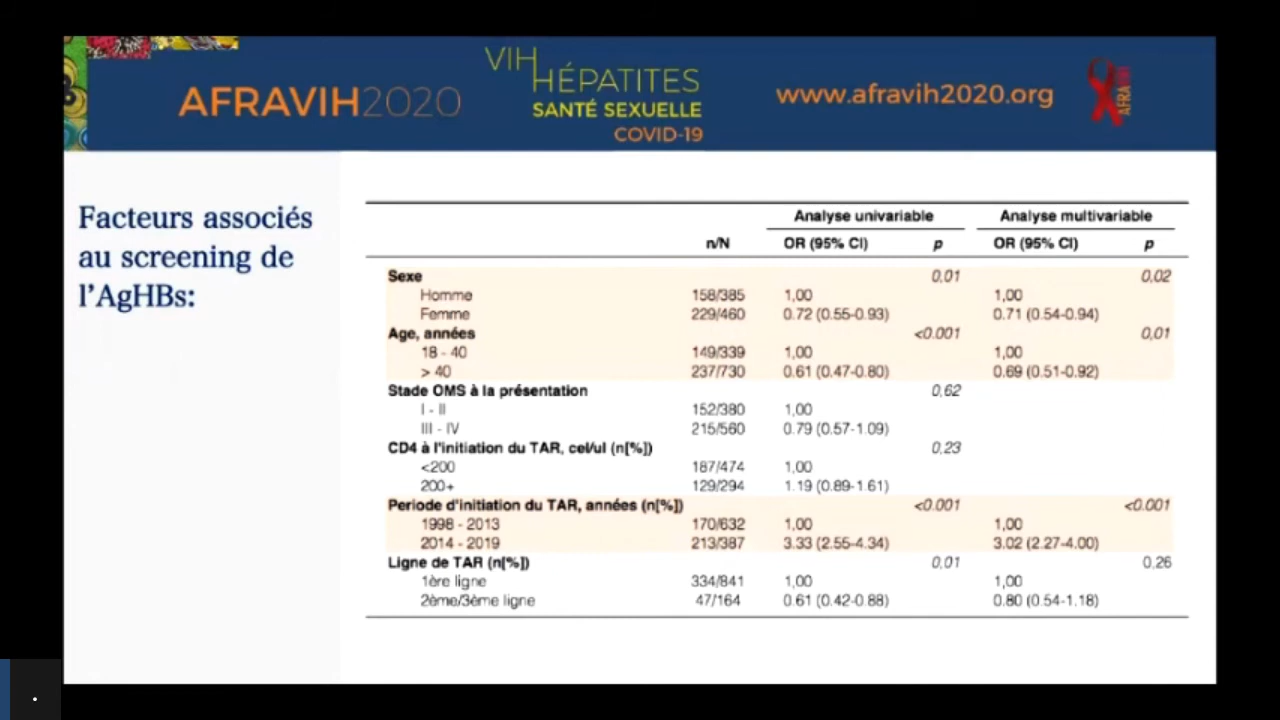 AFRAVIH2020
VIH
HÉPATITES
SANTÉ SEXUELLE
COVID-19
www.afravih2020.org
AFRAVIH
Facteurs associés
au screening de
l'AgHBs:
Analyse univariable Analyse multivariable
n/N OR (95% CI) p OR (95% CI) p
Sexe 0,01 0,02
Homme 158/385 1,00 1,00
Femme 229/460 0.72 (0.55-0.93) 0.71 (0.54-0.94)
Age, années <0.001 0,01
18 - 40 149/339 1,00 1,00
> 40 237/730 0.61 (0.47-0.80) 0.69 (0.51-0.92)
Stade OMS à la présentation 0,62
I - II 152/380 1,00
III - IV 215/560 0.79 (0.57-1.09)
CD4 à l'initiation du TAR, cel/ul (n[%]) 0,23
<200 187/474 1,00
200+ 129/294 1.19 (0.89-1.61)
Periode d'initiation du TAR, années (n[%]) <0.001 <0.001
1998 - 2013 170/632 1,00 1,00
2014 - 2019 213/387 3.33 (2.55-4.34) 3.02 (2.27-4.00)
Ligne de TAR (n[%]) 0,01 0,26
1ère ligne 334/841 1,00 1,00
2ème/3ème ligne 47/164 0.61 (0.42-0.88) 0.80 (0.54-1.18)